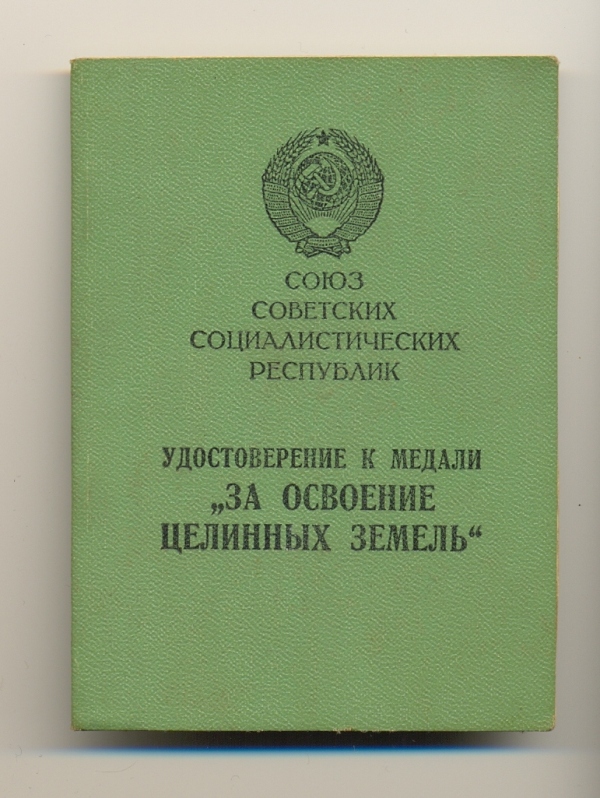 СОЮЗ
СОВЕТСКИХ
СОЦИАЛИСТИЧЕСКИХ
РЕСПУБЛИК
УДОСТОВЕРЕНИЕ К МЕДАЛИ
„ЗА ОСВОЕНИЕ
ЦЕЛИННЫХ ЗЕМЕЛЬ“